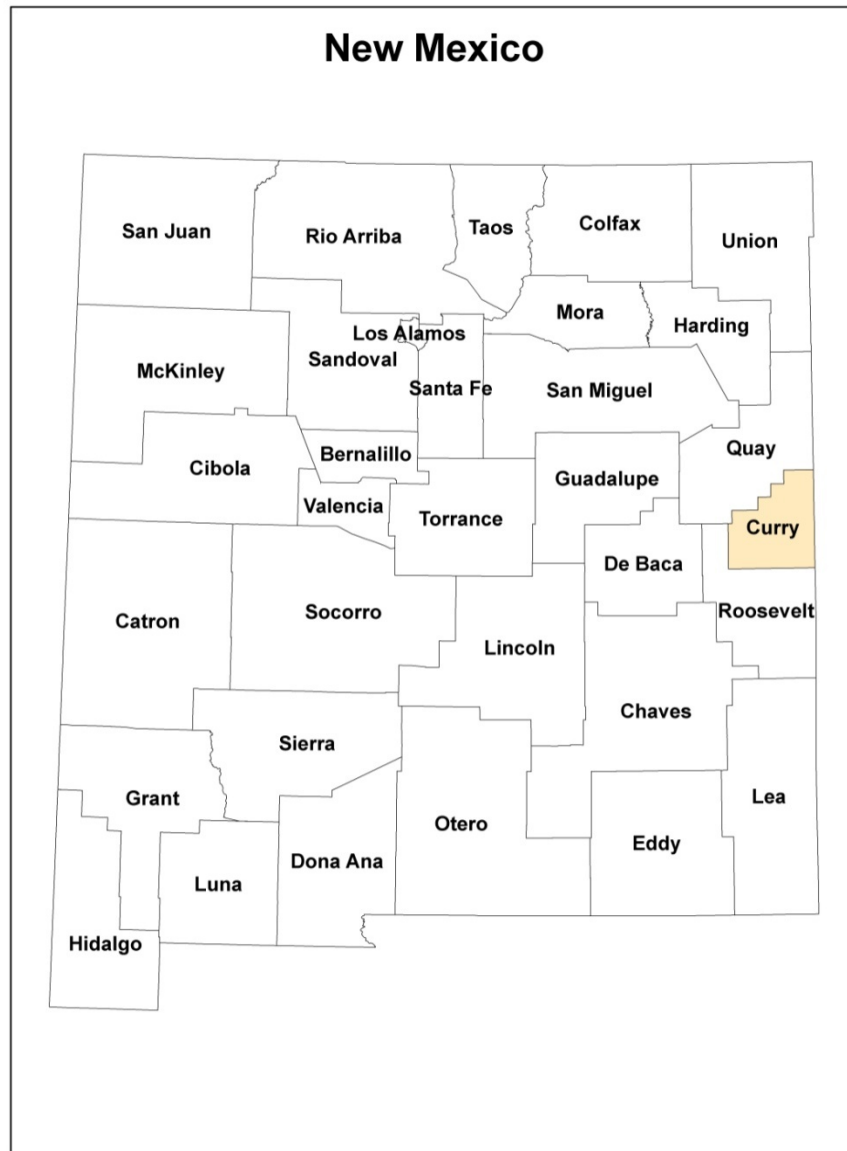 New Mexico
San Juan
Rio Arriba
Taos
Colfax
Union
Mora
Harding
Los Alamos
Sandoval
McKinley
Santa Fe
San Miguel
Quay
Bernalillo
Cibola
Guadalupe
Valencia
Torrance
Curry
De Baca
Roosevelt
Catron
Socorro
Lincoln
Chaves
Sierra
Grant
Lea
Otero
Eddy
Dona Ana
Luna
Hidalgo